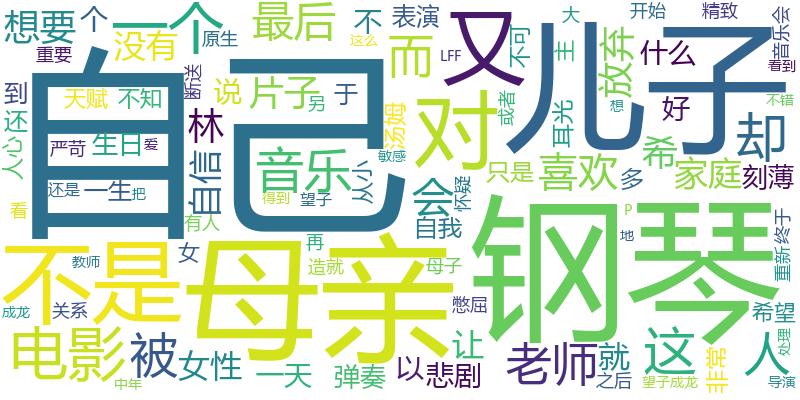 想要
个
一个
最后
不
表演
又
大
开始
精致
音乐会
重要
没有
原生
而
LFF
不可
主
放弃
什么
看到
这么
儿子
不错
到
天赋
不知
断送
说
片子
另
于
自己
汤姆
对
或者
想
好
还
林
耳光
却
人心
严苛
生日
爱
音乐
敏感
希
还是
一生
把
自信
从小
喜欢
只是
多
家庭
刻薄
看
得到
望子
会
怀疑
有人
自我
钢琴
P
地
不是
女
母亲
再
造就
母子
教师
重新
终于
成龙
关系
憋屈
希望
电影
被
女性
一天
弹奏
以
悲剧
让
老师
就
之后
这
人
处理
中年
望子成龙
非常
导演